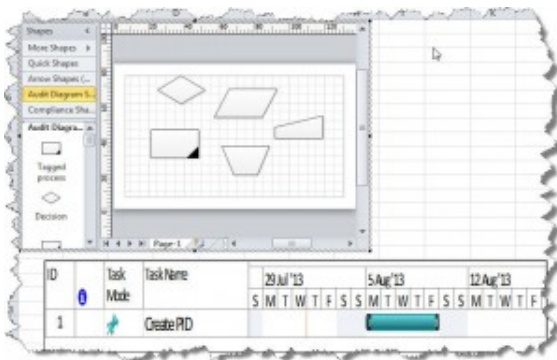 Shapes
More Shapes
Quick Shapes
Arrow Shapes (...
Audit Diagram S...
Compliance Sha...
Audit Diagra...
Tagged
process
Decision
Page-1
ID Task Mode Task Name 29 Jul '13 5 Aug '13 12 Aug '13
S M T W T F S S M T W T F S S M T W T F
1 Create PID